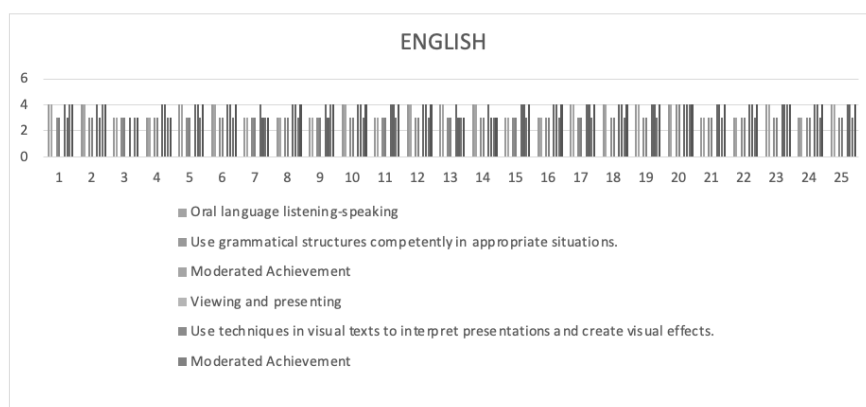 ENGLISH
6
4
2
0
1 2 3 4 5 6 7 8 9 10 11 12 13 14 15 16 17 18 19 20 21 22 23 24 25
Oral language listening-speaking
Use grammatical structures competently in appropriate situations.
Moderated Achievement
Viewing and presenting
Use techniques in visual texts to interpret presentations and create visual effects.
Moderated Achievement